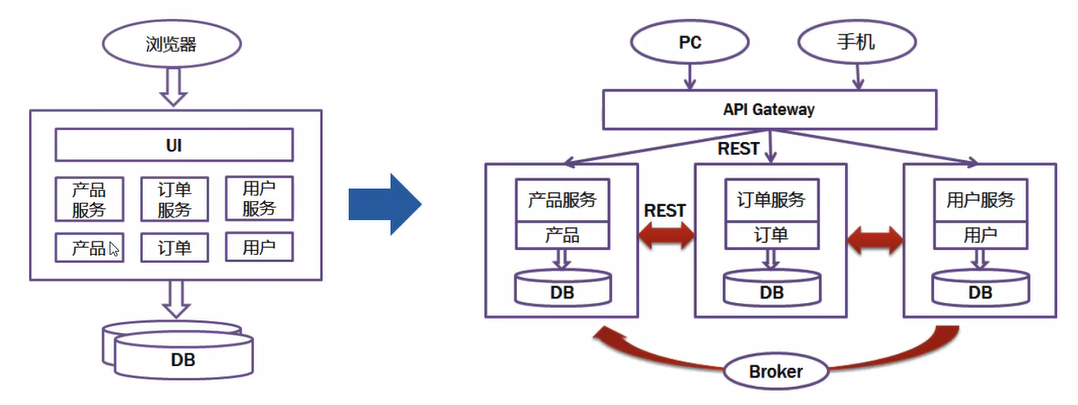 浏览器
UI
产品
服务
订单
服务
用户
服务
产品
订单
用户
DB
PC
手机
API Gateway
REST
产品服务
产品
DB
REST
订单服务
订单
DB
用户服务
用户
DB
Broker